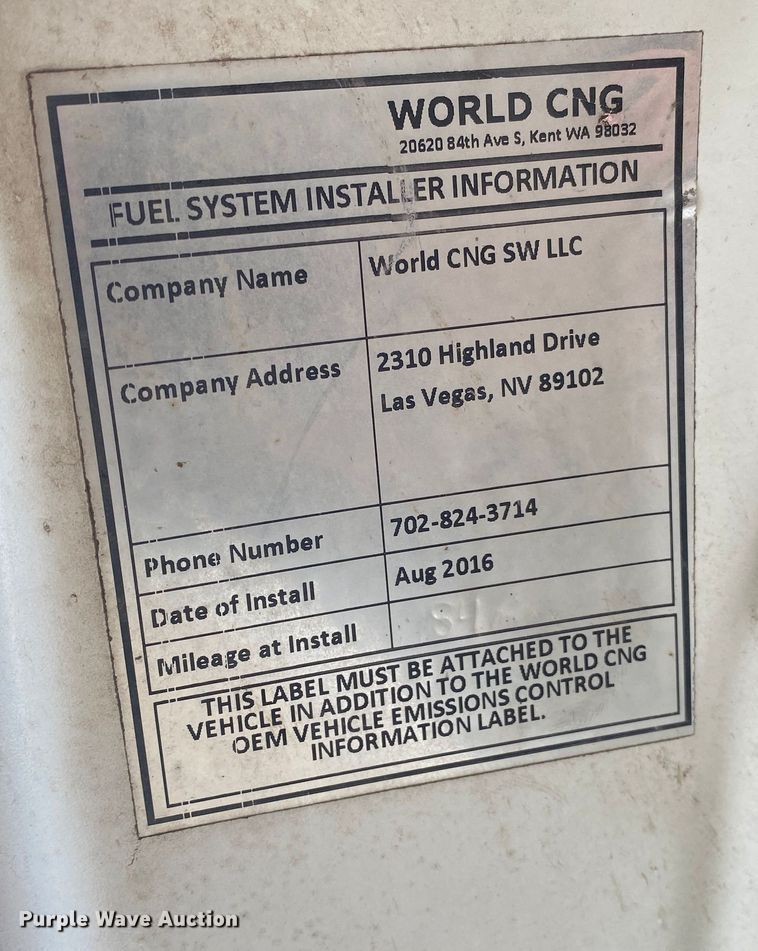 WORLD CNG
20620 84th Ave S, Kent WA 98032
FUEL SYSTEM INSTALLER INFORMATION
Company Name World CNG SW LLC
Company Address 2310 Highland Drive
Las Vegas, NV 89102
Phone Number 702-824-3714
Date of Install Aug 2016
Mileage at Install
THIS LABEL MUST BE ATTACHED TO THE
VEHICLE IN ADDITION TO THE WORLD CNG
OEM VEHICLE EMISSIONS CONTROL
INFORMATION LABEL.
Purple Wave Auction